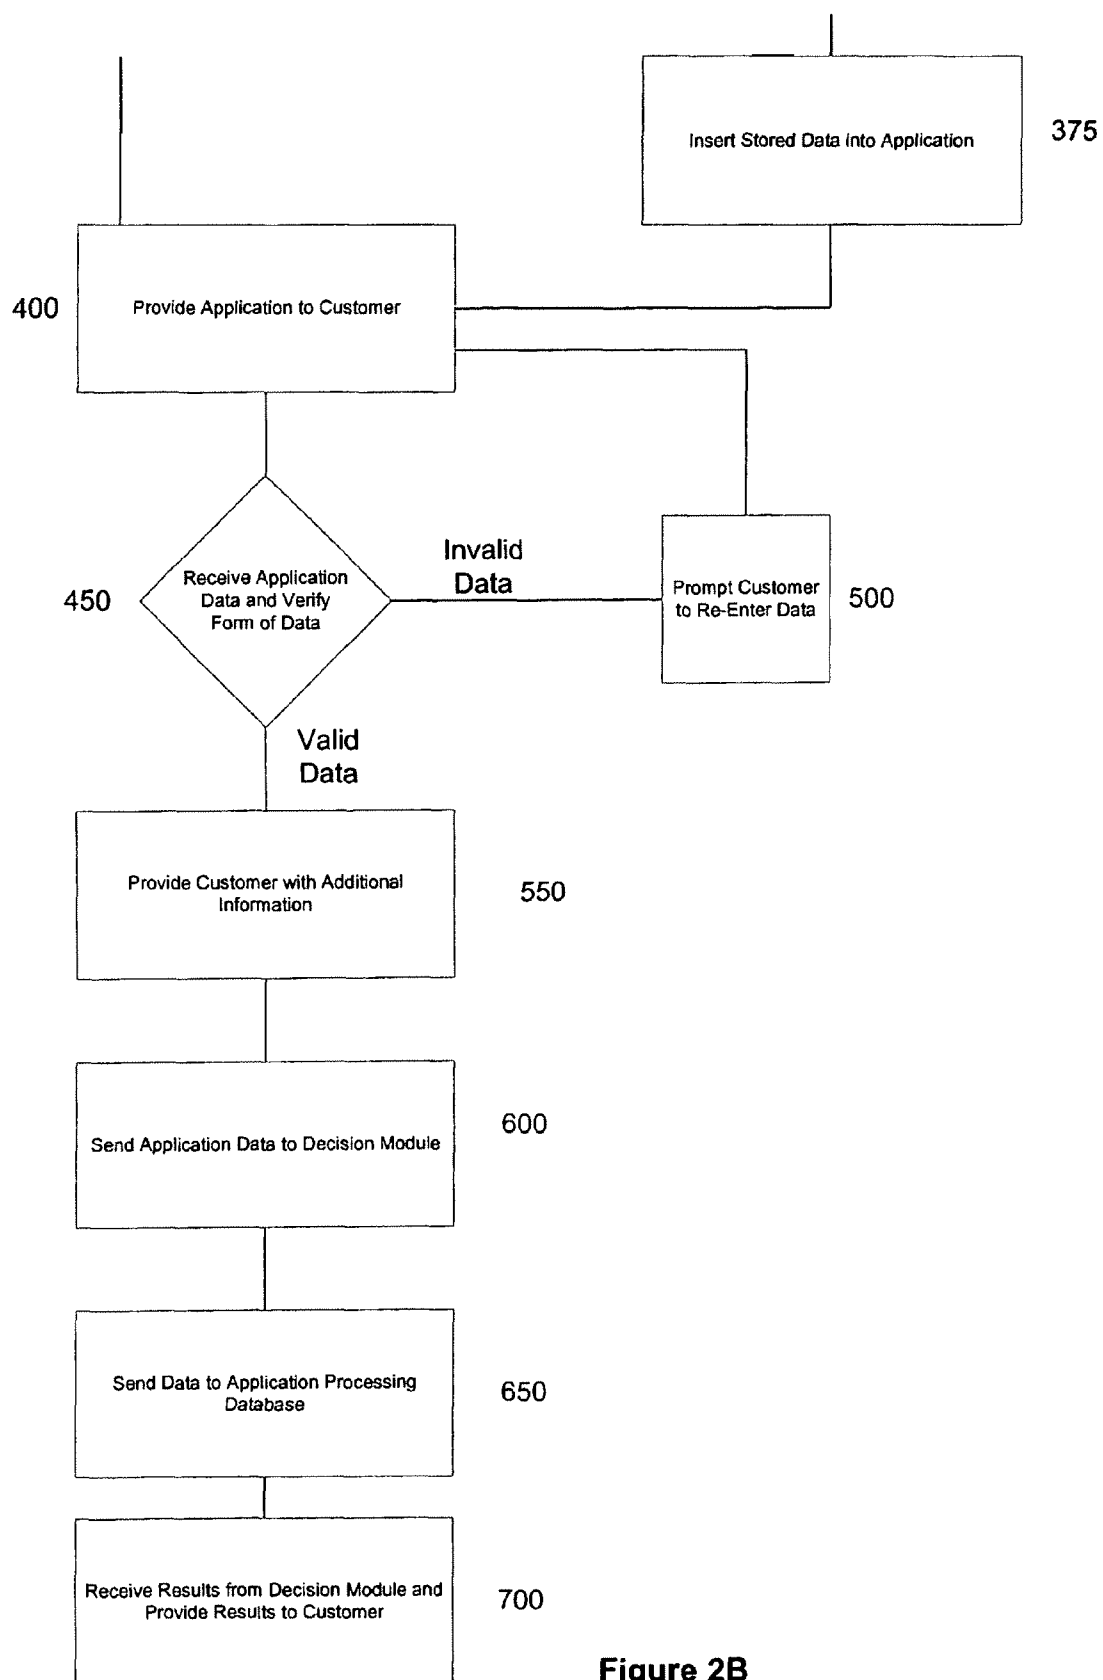 Insert Stored Data into Application
375
400
Provide Application to Customer
Receive Application
Data and Verify
Form of Data
450
Invalid
Data
Prompt Customer
to Re-Enter Data
500
Valid
Data
Provide Customer with Additional
Information
550
Send Application Data to Decision Module
600
Send Data to Application Processing
Database
650
Receive Results from Decision Module and
Provide Results to Customer
700
Figure 2B